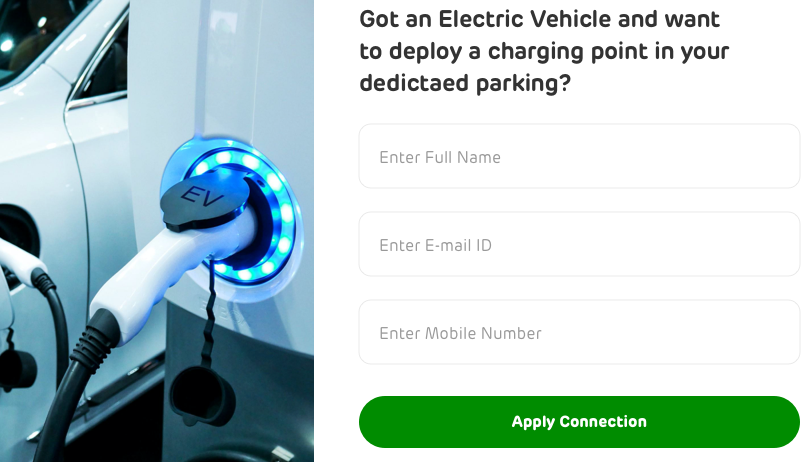 Got an Electric Vehicle and want
to deploy a charging point in your
dedictaed parking?
Enter Full Name
Enter E-mail ID
Enter Mobile Number
Apply Connection
EV